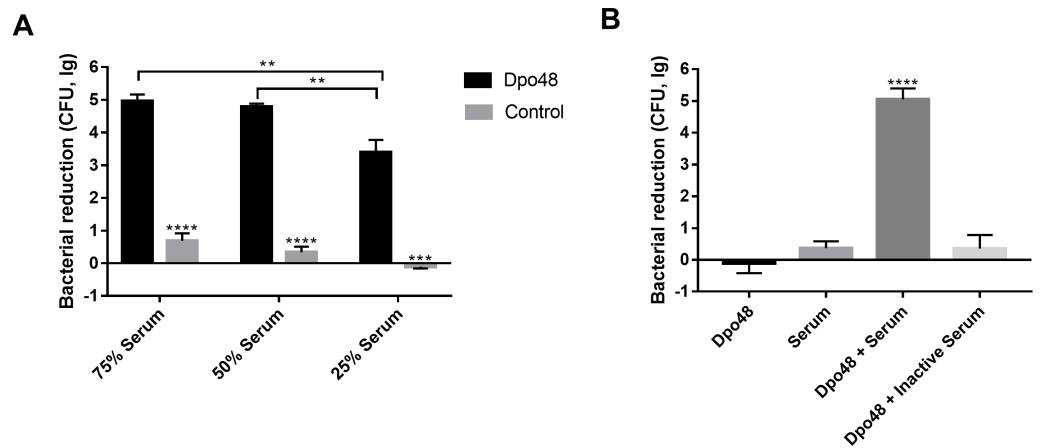 A
Bacterial reduction (CFU, lg)
6
5
4
3
2
1
0
-1
**
**
****
****
***
75% Serum
50% Serum
25% Serum
Dpo48
Control
B
Bacterial reduction (CFU, lg)
6
5
4
3
2
1
0
-1
****
Dpo48
Serum
Dpo48 + Serum
Dpo48 + Inactive Serum